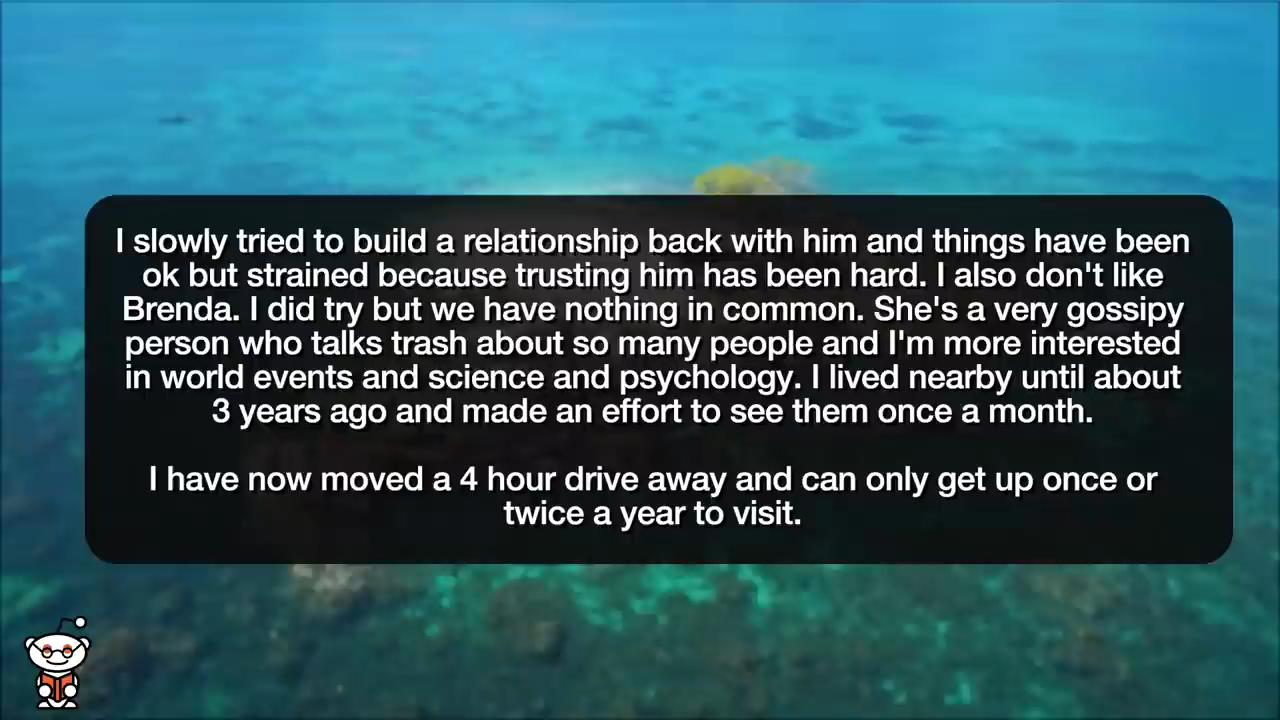 I slowly tried to build a relationship back with him and things have been
ok but strained because trusting him has been hard. I also don't like
Brenda. I did try but we have nothing in common. She's a very gossipy
person who talks trash about so many people and I'm more interested
in world events and science and psychology. I lived nearby until about
3 years ago and made an effort to see them once a month.
I have now moved a 4 hour drive away and can only get up once or
twice a year to visit.